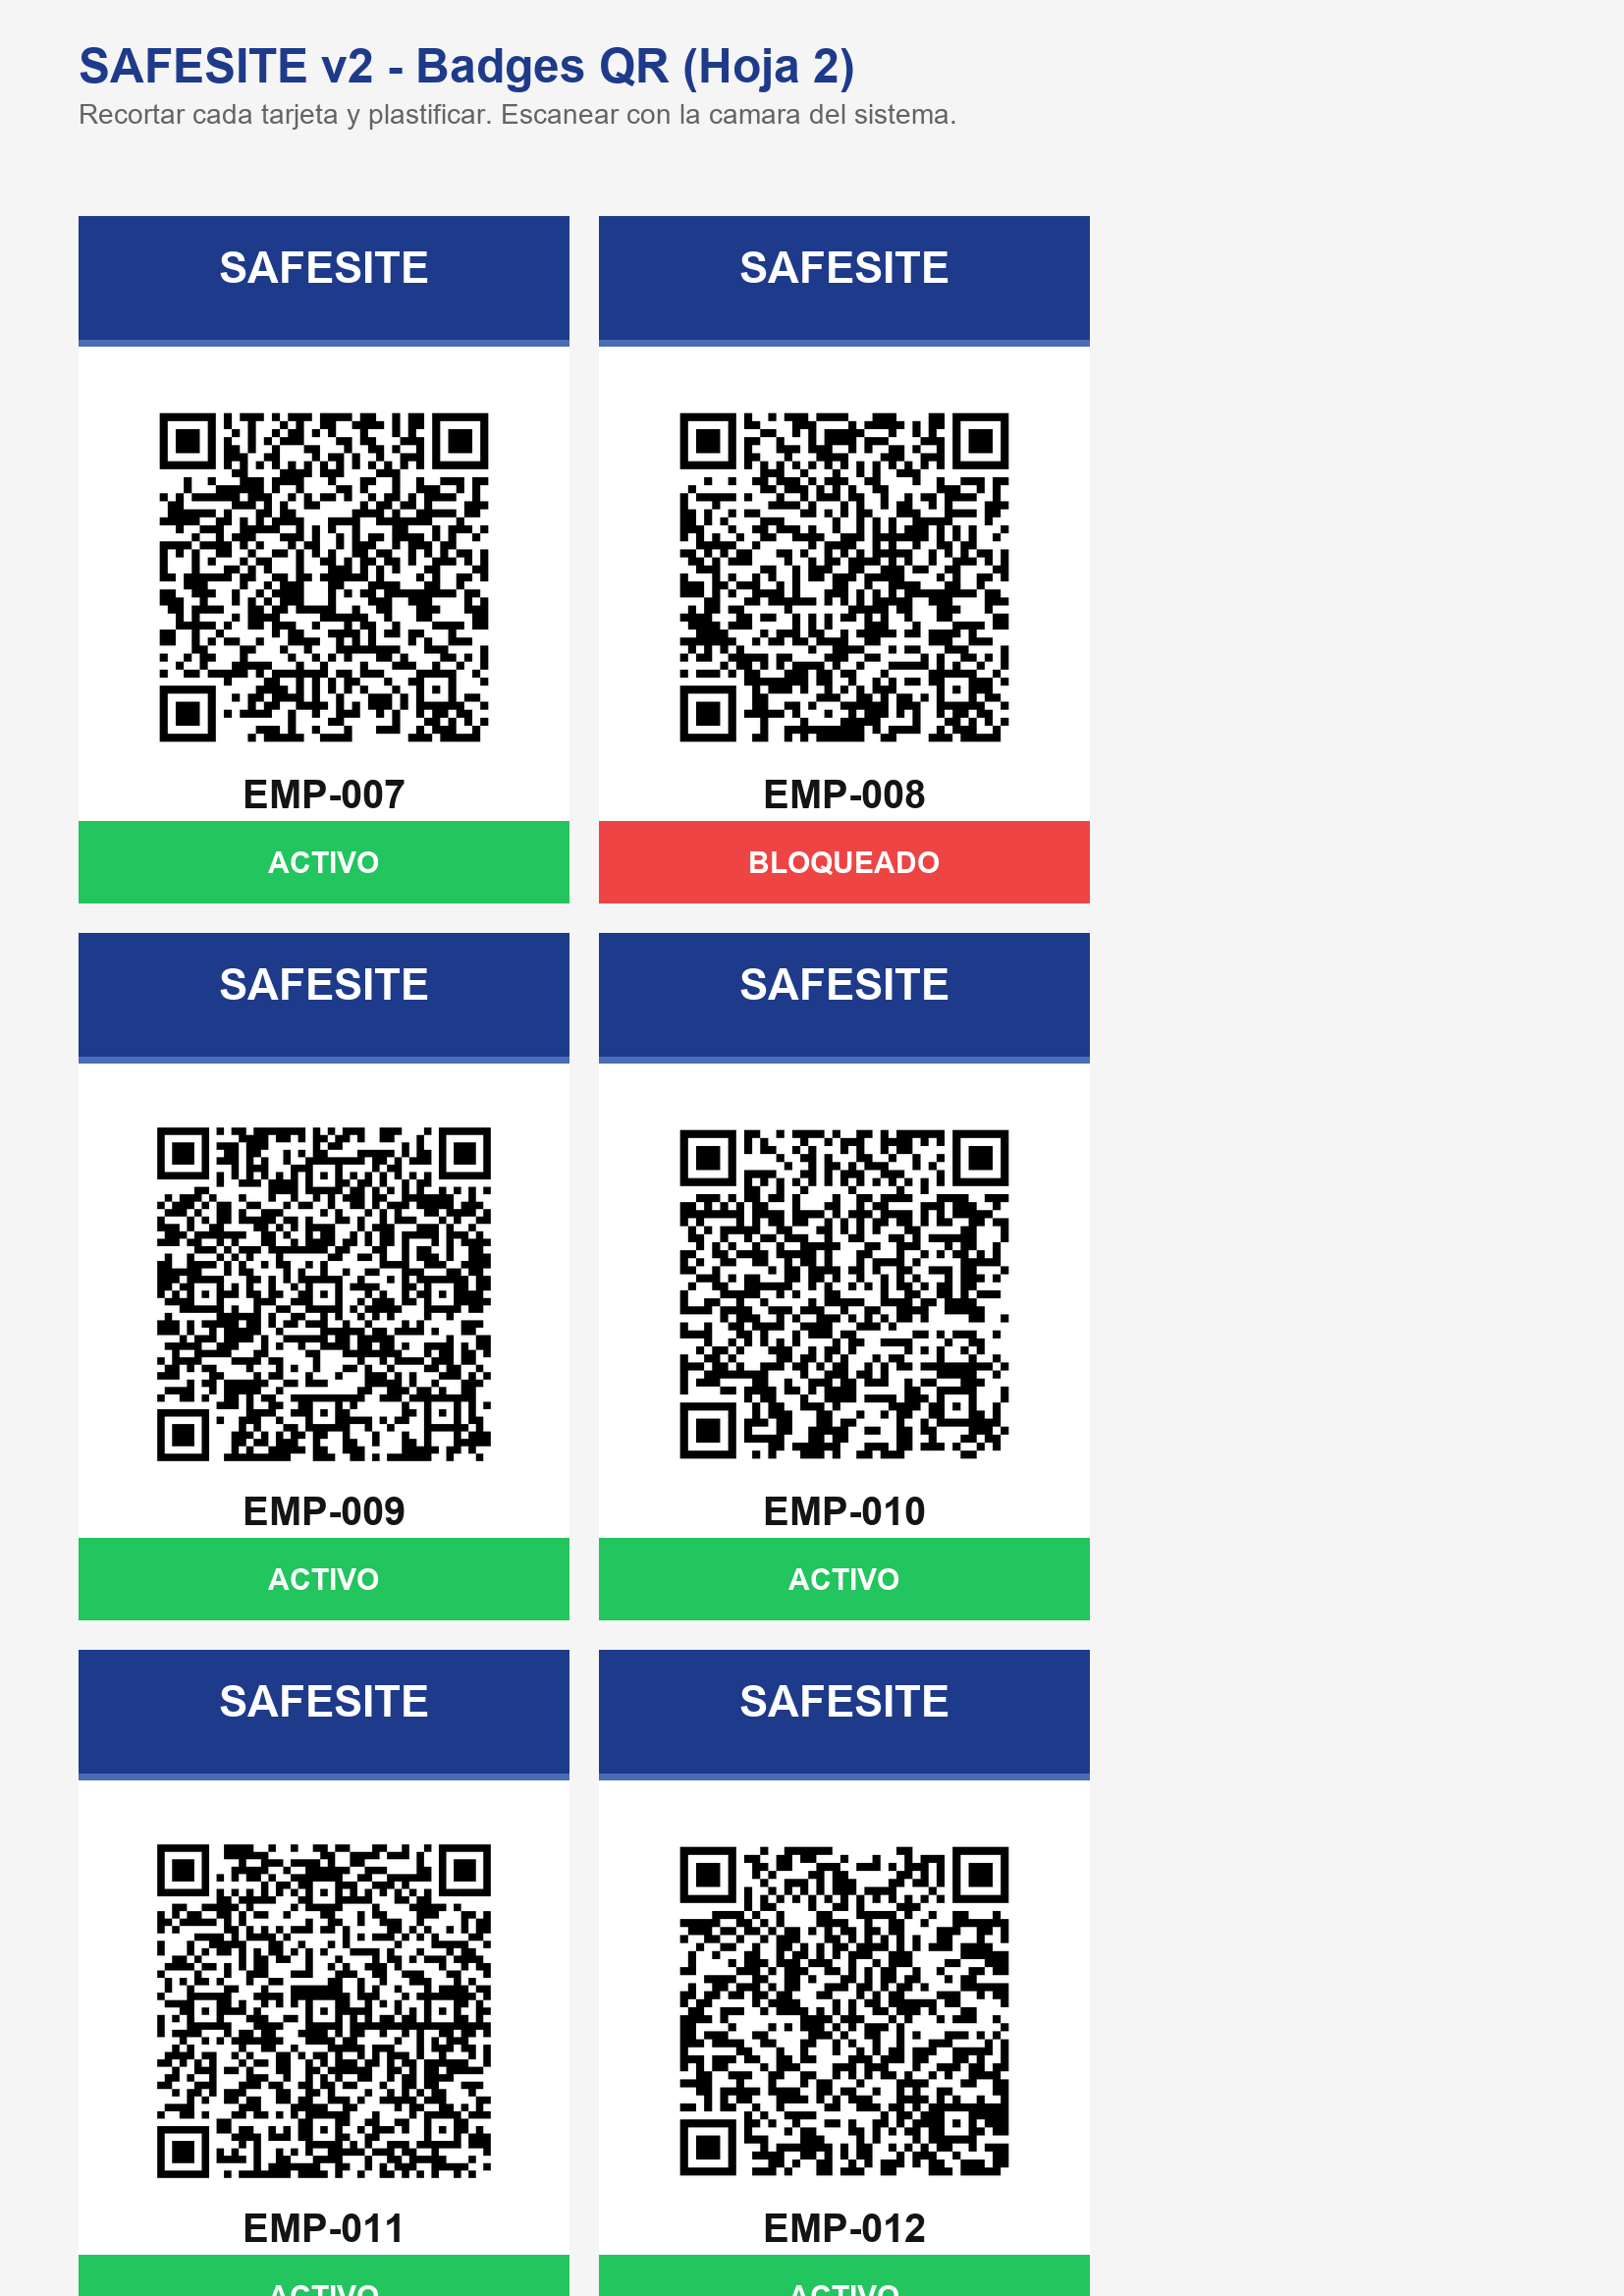 SAFESITE v2 - Badges QR (Hoja 2)
Recortar cada tarjeta y plastificar. Escanear con la camara del sistema.
SAFESITE
EMP-007
ACTIVO
SAFESITE
EMP-008
BLOQUEADO
SAFESITE
EMP-009
ACTIVO
SAFESITE
EMP-010
ACTIVO
SAFESITE
EMP-011
ACTIVO
SAFESITE
EMP-012
ACTIVO